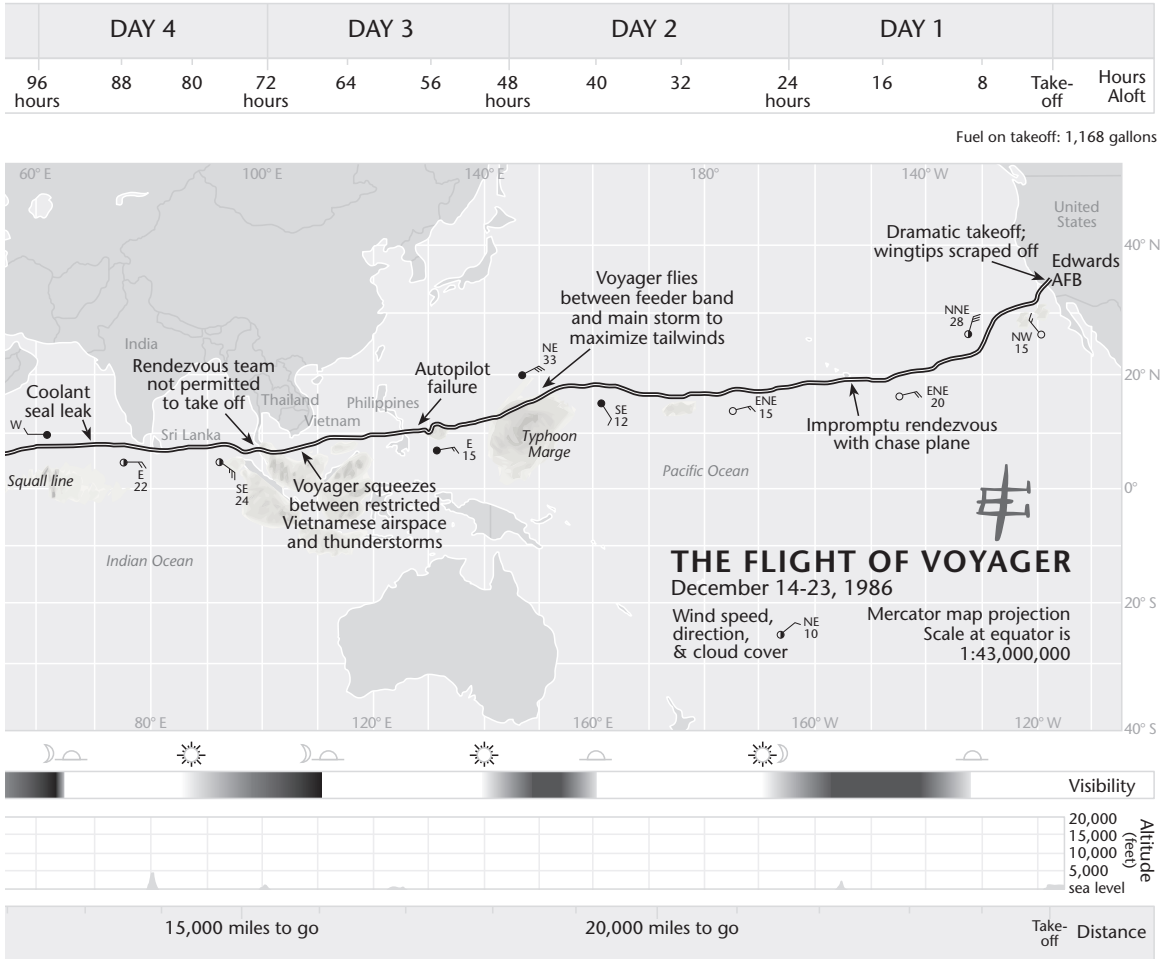 DAY 4
DAY 3
DAY 2
DAY 1
96
hours
88
80
72
hours
64
56
48
hours
40
32
24
hours
16
8
Take-
off
Hours
Aloft
Fuel on takeoff: 1,168 gallons
60° E
100° E
140° E
180°
140° W
United
States
40° N
Dramatic takeoff;
wingtips scraped off
Edwards
AFB
Voyager flies
between feeder band
and main storm to
maximize tailwinds
NNE
28
NW
15
India
NE
33
Rendezvous team
not permitted
to take off
Autopilot
failure
20° N
Coolant
seal leak
Thailand
Philippines
Vietnam
ENE
20
ENE
15
SE
12
W
Sri Lanka
Impromptu rendezvous
with chase plane
Typhoon
Marge
E
15
Pacific Ocean
Squall line
E
22
SE
24
Voyager squeezes
between restricted
Vietnamese airspace
and thunderstorms
0°
Indian Ocean
THE FLIGHT OF VOYAGER
December 14-23, 1986
Wind speed,
direction,
& cloud cover
NE
10
Mercator map projection
Scale at equator is
1:43,000,000
20° S
80° E
120° E
160° E
160° W
120° W
40° S
Visibility
20,000
15,000
10,000
5,000
sea level
Altitude
(feet)
15,000 miles to go
20,000 miles to go
Take-
off
Distance